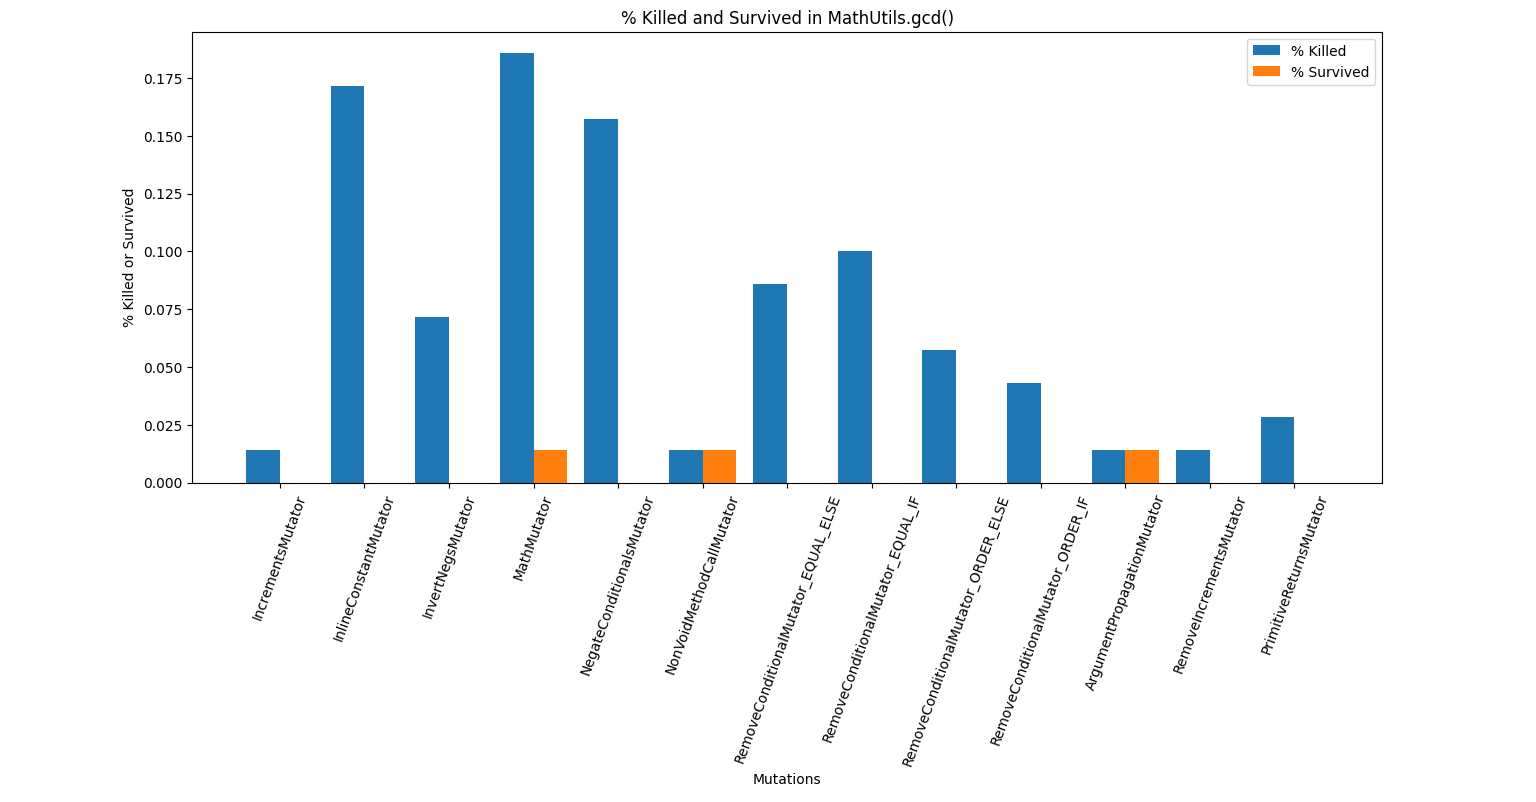 % Killed and Survived in MathUtils.gcd()
% Killed
% Survived
% Killed or Survived
0.175
0.150
0.125
0.100
0.075
0.050
0.025
0.000
IncrementsMutator
InlineConstantMutator
InvertNegsMutator
MathMutator
NegateConditionalsMutator
NonVoidMethodCallMutator
RemoveConditionalMutator_EQUAL_ELSE
RemoveConditionalMutator_EQUAL_IF
RemoveConditionalMutator_ORDER_ELSE
RemoveConditionalMutator_ORDER_IF
ArgumentPropagationMutator
RemoveIncrementsMutator
PrimitiveReturnsMutator
Mutations